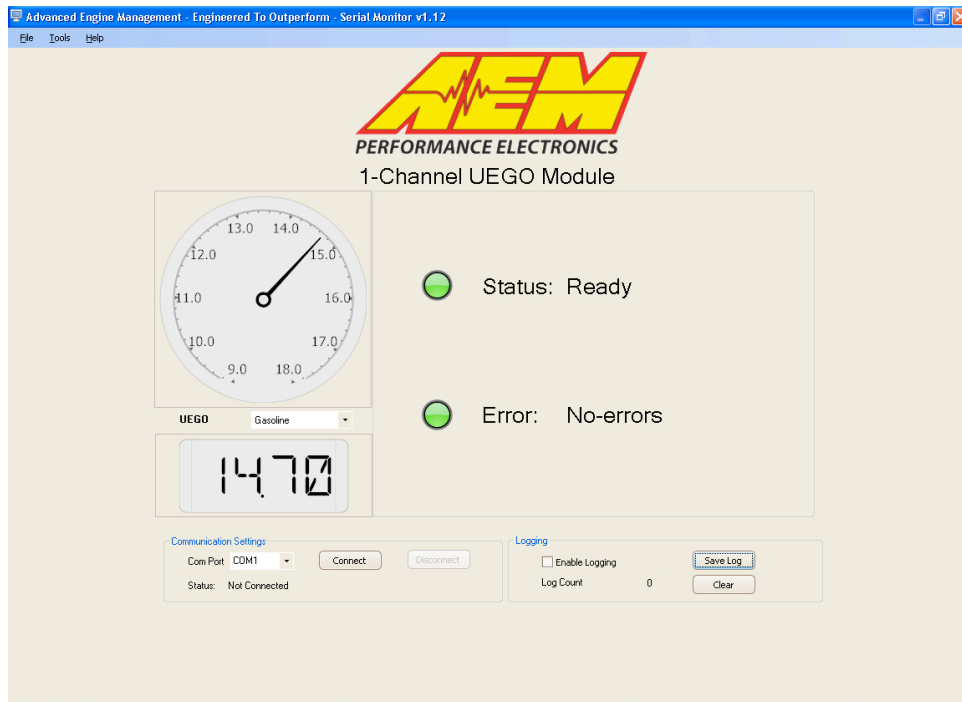 Advanced Engine Management - Engineered To Outperform - Serial Monitor v1.12
File Tools Help
AEM
PERFORMANCE ELECTRONICS
1-Channel UEGO Module
13.0 14.0
12.0 15.0
11.0 16.0
10.0 17.0
9.0 18.0
Status: Ready
Error: No-errors
UEGO Gasoline
14.70
Communication Settings
Com Port COM1 Connect Disconnect
Status: Not Connected
Logging
Enable Logging Save Log
Log Count 0 Clear